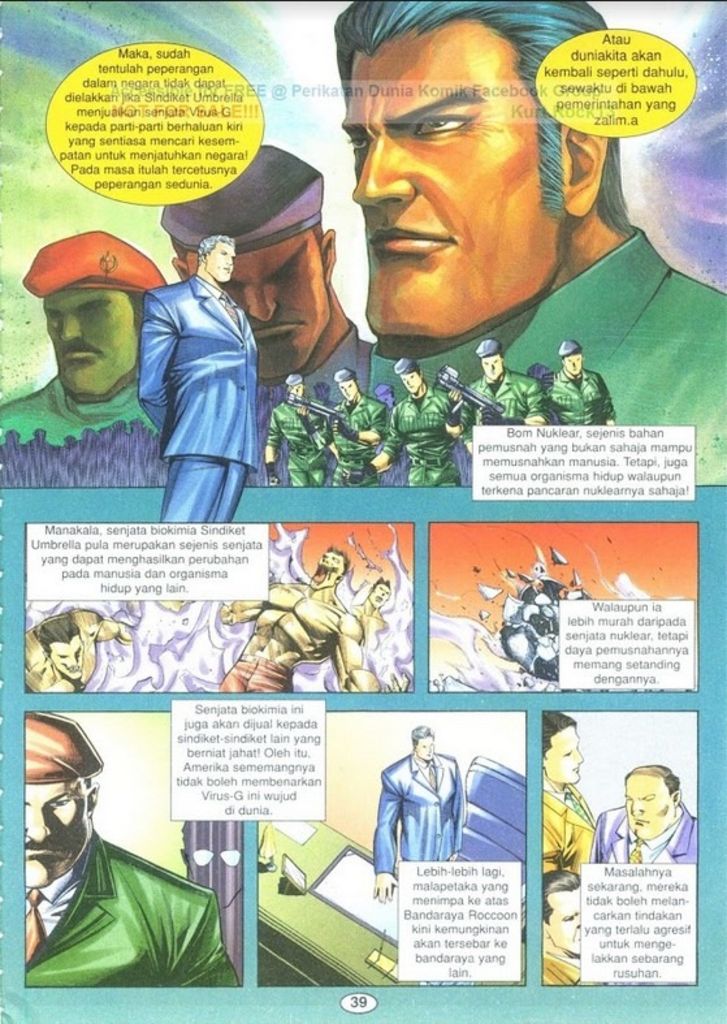 Maka, sudah
tentulah peperangan
dalam negara tidak dapat
dielakkan jika Sindiket Umbrella
menjualkan senjata Virus-G
kepada parti-parti berhaluan kiri
yang sentiasa mencari kesem-
patan untuk menjatuhkan negara!
Pada masa itulah tercetusnya
peperangan sedunia.
Atau
duniakita akan
kembali seperti dahulu,
sewaktu di bawah
pemerintahan yang
zalim.a
FREE @ Perikatan Dunia Komik Facebook Group
Bom Nuklear, sejenis bahan
pemusnah yang bukan sahaja mampu
memusnahkan manusia. Tetapi, juga
semua organisma hidup walaupun
terkena pancaran nuklearnya sahaja!
Manakala, senjata biokimia Sindiket
Umbrella pula merupakan sejenis senjata
yang dapat menghasilkan perubahan
pada manusia dan organisma
hidup yang lain.
Walaupun ia
lebih murah daripada
senjata nuklear, tetapi
daya pemusnahannya
memang setanding
dengannya.
Senjata biokimia ini
juga akan dijual kepada
sindiket-sindiket lain yang
berniat jahat! Oleh itu,
Amerika sememangnya
tidak boleh membenarkan
Virus-G ini wujud
di dunia.
Lebih-lebih lagi,
malapetaka yang
menimpa ke atas
Bandaraya Roccoon
kini kemungkinan
akan tersebar ke
bandaraya yang
lain.
Masalahnya
sekarang, mereka
tidak boleh melan-
carkan tindakan
yang terlalu agresif
untuk menge-
lakkan sebarang
rusuhan.
39